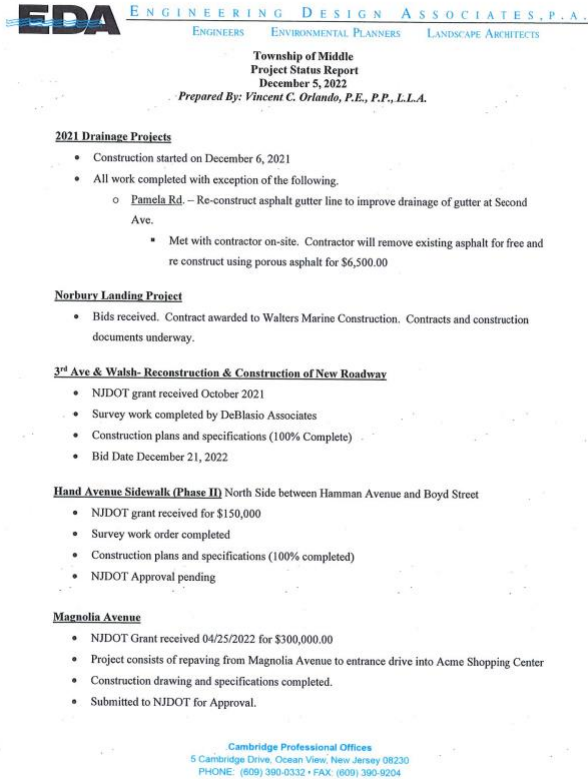 EDA ENGINEERING DESIGN ASSOCIATES, P.A.
ENGINEERS ENVIRONMENTAL PLANNERS LANDSCAPE ARCHITECTS
Township of Middle
Project Status Report
December 5, 2022
Prepared By: Vincent C. Orlando, P.E., P.P., L.L.A.
2021 Drainage Projects
• Construction started on December 6, 2021
• All work completed with exception of the following.
o Pamela Rd. – Re-construct asphalt gutter line to improve drainage of gutter at Second
Ave.
▪ Met with contractor on-site. Contractor will remove existing asphalt for free and
re construct using porous asphalt for $6,500.00
Norbury Landing Project
• Bids received. Contract awarded to Walters Marine Construction. Contracts and construction
documents underway.
3rd Ave & Walsh- Reconstruction & Construction of New Roadway
• NJDOT grant received October 2021
• Survey work completed by DeBlasio Associates
• Construction plans and specifications (100% Complete)
• Bid Date December 21, 2022
Hand Avenue Sidewalk (Phase II) North Side between Hamman Avenue and Boyd Street
• NJDOT grant received for $150,000
• Survey work order completed
• Construction plans and specifications (100% completed)
• NJDOT Approval pending
Magnolia Avenue
• NJDOT Grant received 04/25/2022 for $300,000.00
• Project consists of repaving from Magnolia Avenue to entrance drive into Acme Shopping Center
• Construction drawing and specifications completed.
• Submitted to NJDOT for Approval.
Cambridge Professional Offices
5 Cambridge Drive, Ocean View, New Jersey 08230
PHONE: (609) 390-0332 • FAX: (609) 390-9204